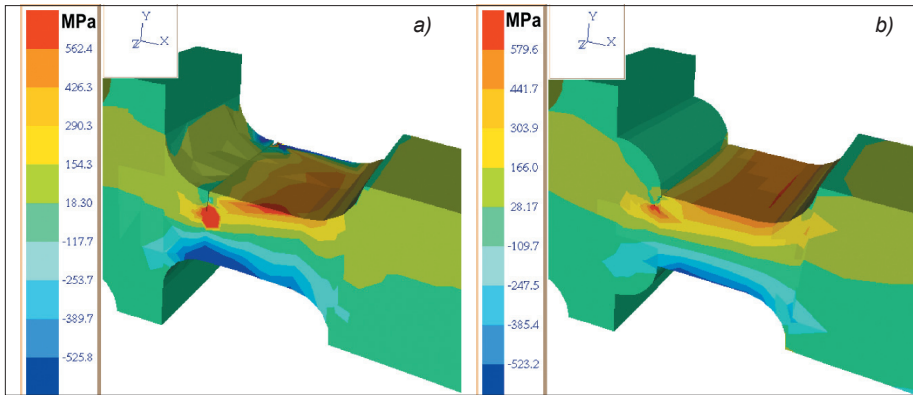 MPa
562.4
426.3
290.3
154.3
18.30
-117.7
-253.7
-389.7
-525.8
Y
Z X
a)
MPa
579.6
441.7
303.9
166.0
28.17
-109.7
-247.5
-385.4
-523.2
Y
Z X
b)